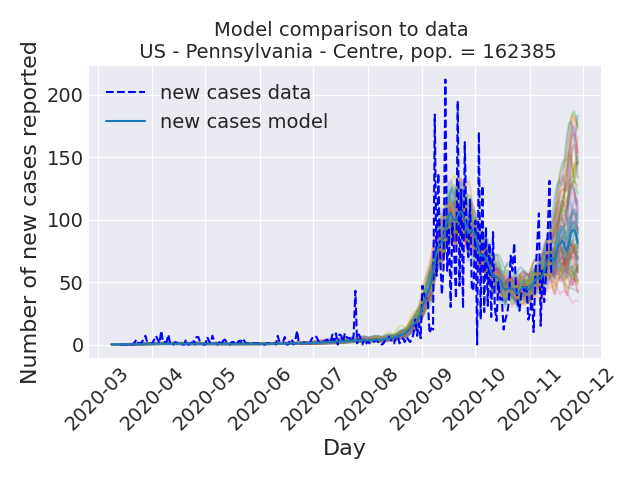 Model comparison to data
US - Pennsylvania - Centre, pop. = 162385
Number of new cases reported
200
150
100
50
0
new cases data
new cases model
2020-03
2020-04
2020-05
2020-06
2020-07
2020-08
2020-09
2020-10
2020-11
2020-12
Day